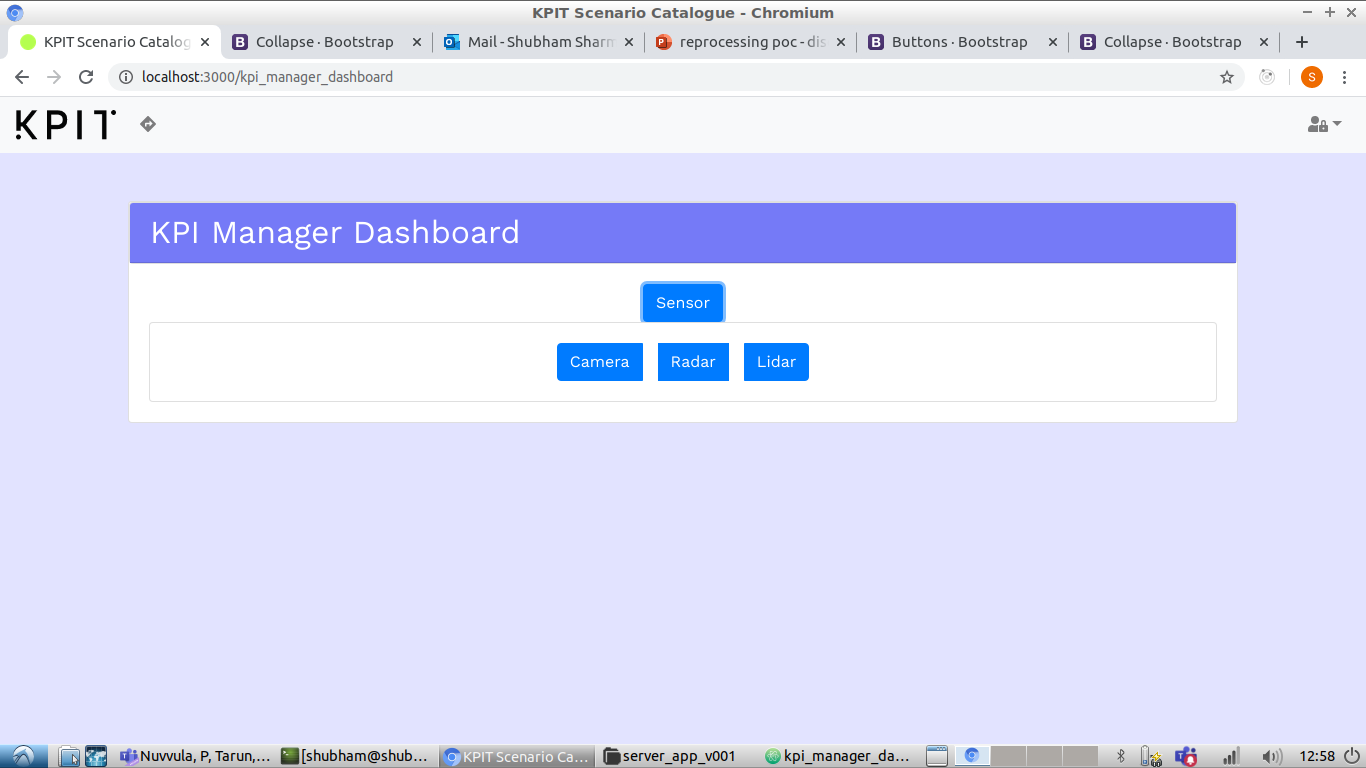 KPIT Scenario Catalogue - Chromium
KPIT Scenario Catalog
Collapse · Bootstrap
Mail - Shubham Sharm
reprocessing poc - dis
Buttons · Bootstrap
Collapse · Bootstrap
localhost:3000/kpi_manager_dashboard
S
KPIT
KPI Manager Dashboard
Sensor
Camera Radar Lidar
Nuvvula, P, Tarun,... [shubham@shub... KPIT Scenario Ca... server_app_v001 kpi_manager_da... 12:58